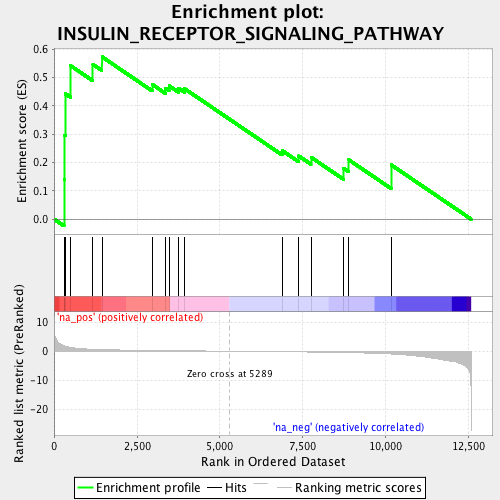 Enrichment plot:
INSULIN_RECEPTOR_SIGNALING_PATHWAY
Enrichment score (ES)
0.6
0.5
0.4
0.3
0.2
0.1
0.0
'na_pos' (positively correlated)
Ranked list metric (PreRanked)
10
5
0
-5
-10
-15
-20
Zero cross at 5289
'na_neg' (negatively correlated)
0
2,500
5,000
7,500
10,000
12,500
Rank in Ordered Dataset
Enrichment profile
Hits
Ranking metric scores